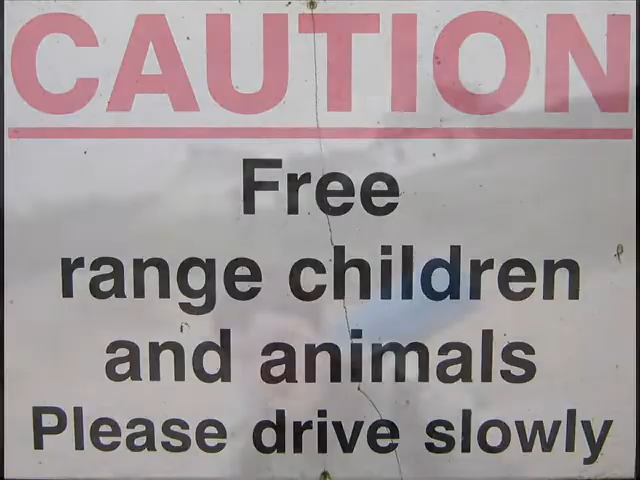 CAUTION
Free
range children
and animals
Please drive slowly